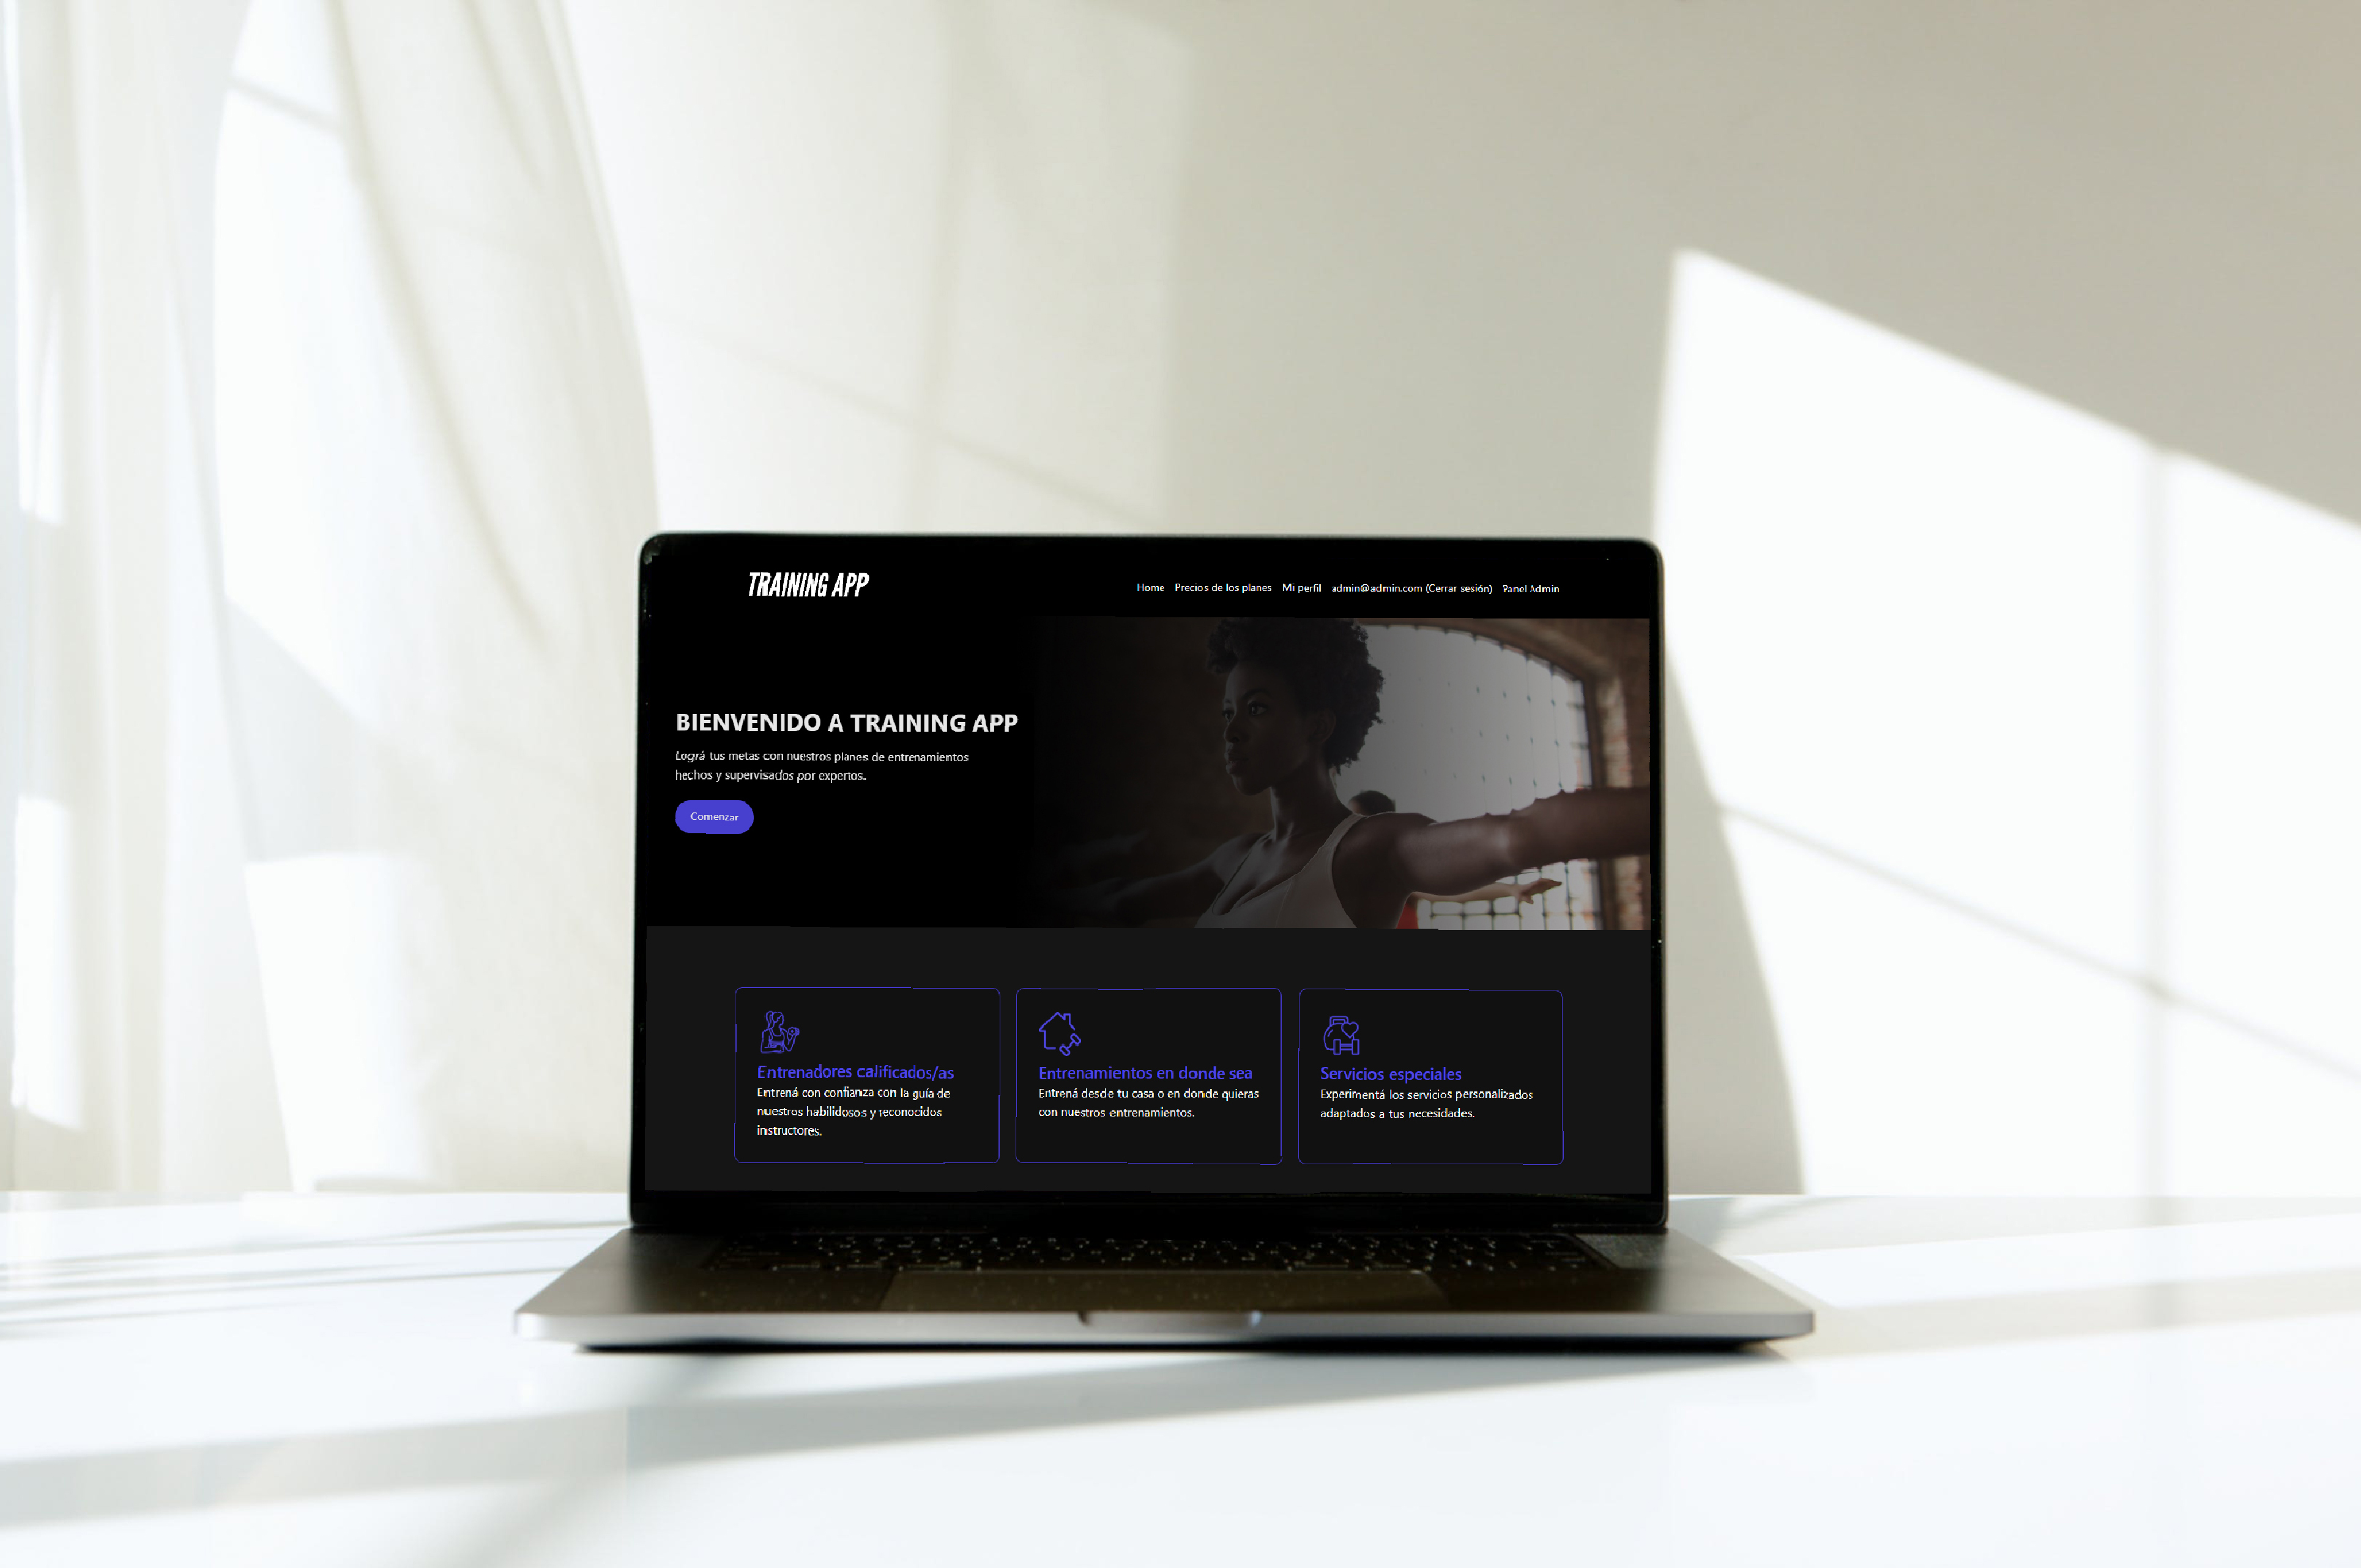 TRAINING APP
Home Precios de los planes Mi perfil admin@admin.com (Cerrar sesión) Panel Admin
BIENVENIDO A TRAINING APP
Lográ tus metas con nuestros planes de entrenamientos
hechos y supervisados por expertos.
Comenzar
Entrenadores calificados/as
Entrená con confianza con la guía de
nuestros habilidosos y reconocidos
instructores.
Entrenamientos en donde sea
Entrená desde tu casa o en donde quieras
con nuestros entrenamientos.
Servicios especiales
Experimentá los servicios personalizados
adaptados a tus necesidades.